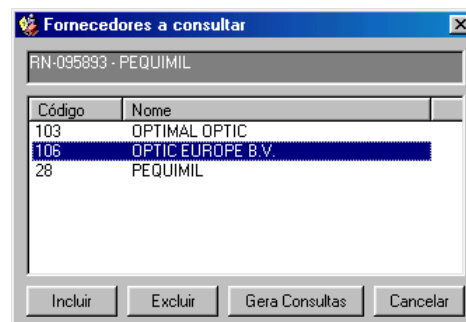 Fornecedores a consultar
RN-095893 - PEQUIMIL
Código Nome
103 OPTIMAL OPTIC
106 OPTIC EUROPE B.V.
28 PEQUIMIL
Incluir Excluir Gera Consultas Cancelar